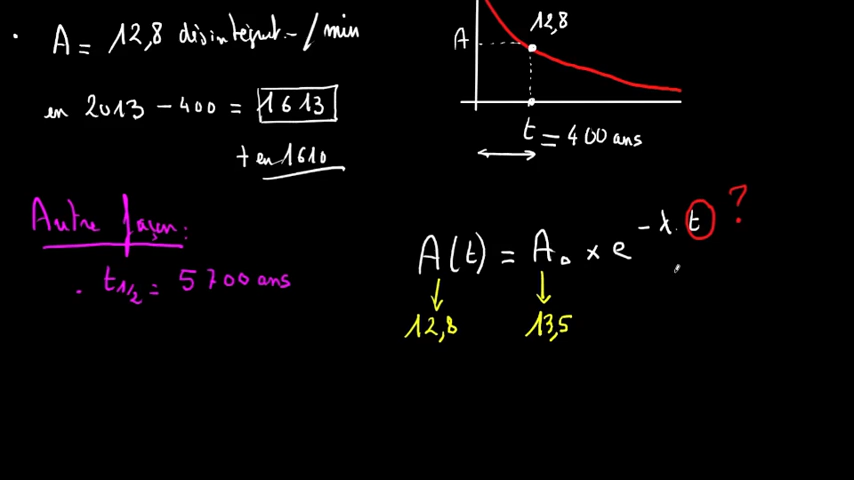 . A = 12,8 désintégrat.-/min
en 2013 - 400 = 1613
† en 1610
12,8
A
t = 400 ans
Autre façon :
. t1/2 = 5700 ans
A(t) = A0 × e^-λ.t ?
12,8
13,5